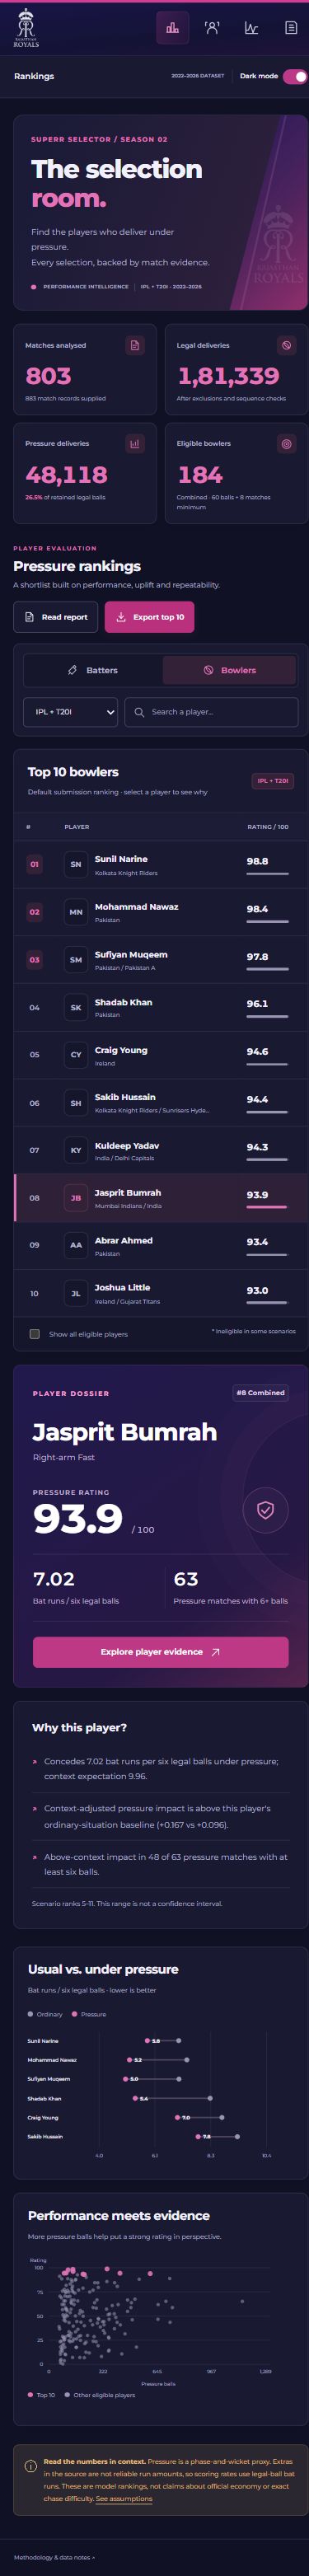 RAJASTHAN
ROYALS
Rankings
2022–2026 DATASET
Dark mode
SUPERR SELECTOR / SEASON 02
The selection
room.
Find the players who deliver under
pressure.
Every selection, backed by match evidence.
PERFORMANCE INTELLIGENCE
IPL + T20I · 2022–2026
RAJASTHAN
ROYALS
Matches analysed
803
883 match records supplied
Legal deliveries
1,81,339
After exclusions and sequence checks
Pressure deliveries
48,118
26.5% of retained legal balls
Eligible bowlers
184
Combined · 60 balls + 8 matches
minimum
PLAYER EVALUATION
Pressure rankings
A shortlist built on performance, uplift and repeatability.
Read report
Export top 10
Batters
Bowlers
IPL + T20I
Search a player...
Top 10 bowlers
Default submission ranking · select a player to see why
IPL + T20I
#
PLAYER
RATING / 100
01
SN
Sunil Narine
Kolkata Knight Riders
98.8
02
MN
Mohammad Nawaz
Pakistan
98.4
03
SM
Sufiyan Muqeem
Pakistan / Pakistan A
97.8
04
SK
Shadab Khan
Pakistan
96.1
05
CY
Craig Young
Ireland
94.6
06
SH
Sakib Hussain
Kolkata Knight Riders / Sunrisers Hyde...
94.4
07
KY
Kuldeep Yadav
India / Delhi Capitals
94.3
08
JB
Jasprit Bumrah
Mumbai Indians / India
93.9
09
AA
Abrar Ahmed
Pakistan
93.4
10
JL
Joshua Little
Ireland / Gujarat Titans
93.0
Show all eligible players
* Ineligible in some scenarios
PLAYER DOSSIER
#8 Combined
Jasprit Bumrah
Right-arm Fast
PRESSURE RATING
93.9 / 100
7.02
Bat runs / six legal balls
63
Pressure matches with 6+ balls
Explore player evidence
Why this player?
Concedes 7.02 bat runs per six legal balls under pressure;
context expectation 9.96.
Context-adjusted pressure impact is above this player's
ordinary-situation baseline (+0.167 vs +0.096).
Above-context impact in 48 of 63 pressure matches with at
least six balls.
Scenario ranks 5–11. This range is not a confidence interval.
Usual vs. under pressure
Bat runs / six legal balls · lower is better
Ordinary
Pressure
Sunil Narine
5.8
Mohammad Nawaz
5.2
Sufiyan Muqeem
5.0
Shadab Khan
5.4
Craig Young
7.0
Sakib Hussain
7.8
4.0
6.1
8.3
10.4
Performance meets evidence
More pressure balls help put a strong rating in perspective.
Rating
100
75
50
25
0
0
322
645
967
1,289
Pressure balls
Top 10
Other eligible players
Read the numbers in context. Pressure is a phase-and-wicket proxy. Extras
in the source are not reliable run amounts, so scoring rates use legal-ball bat
runs. These are model rankings, not claims about official economy or exact
chase difficulty. See assumptions
Methodology & data notes >